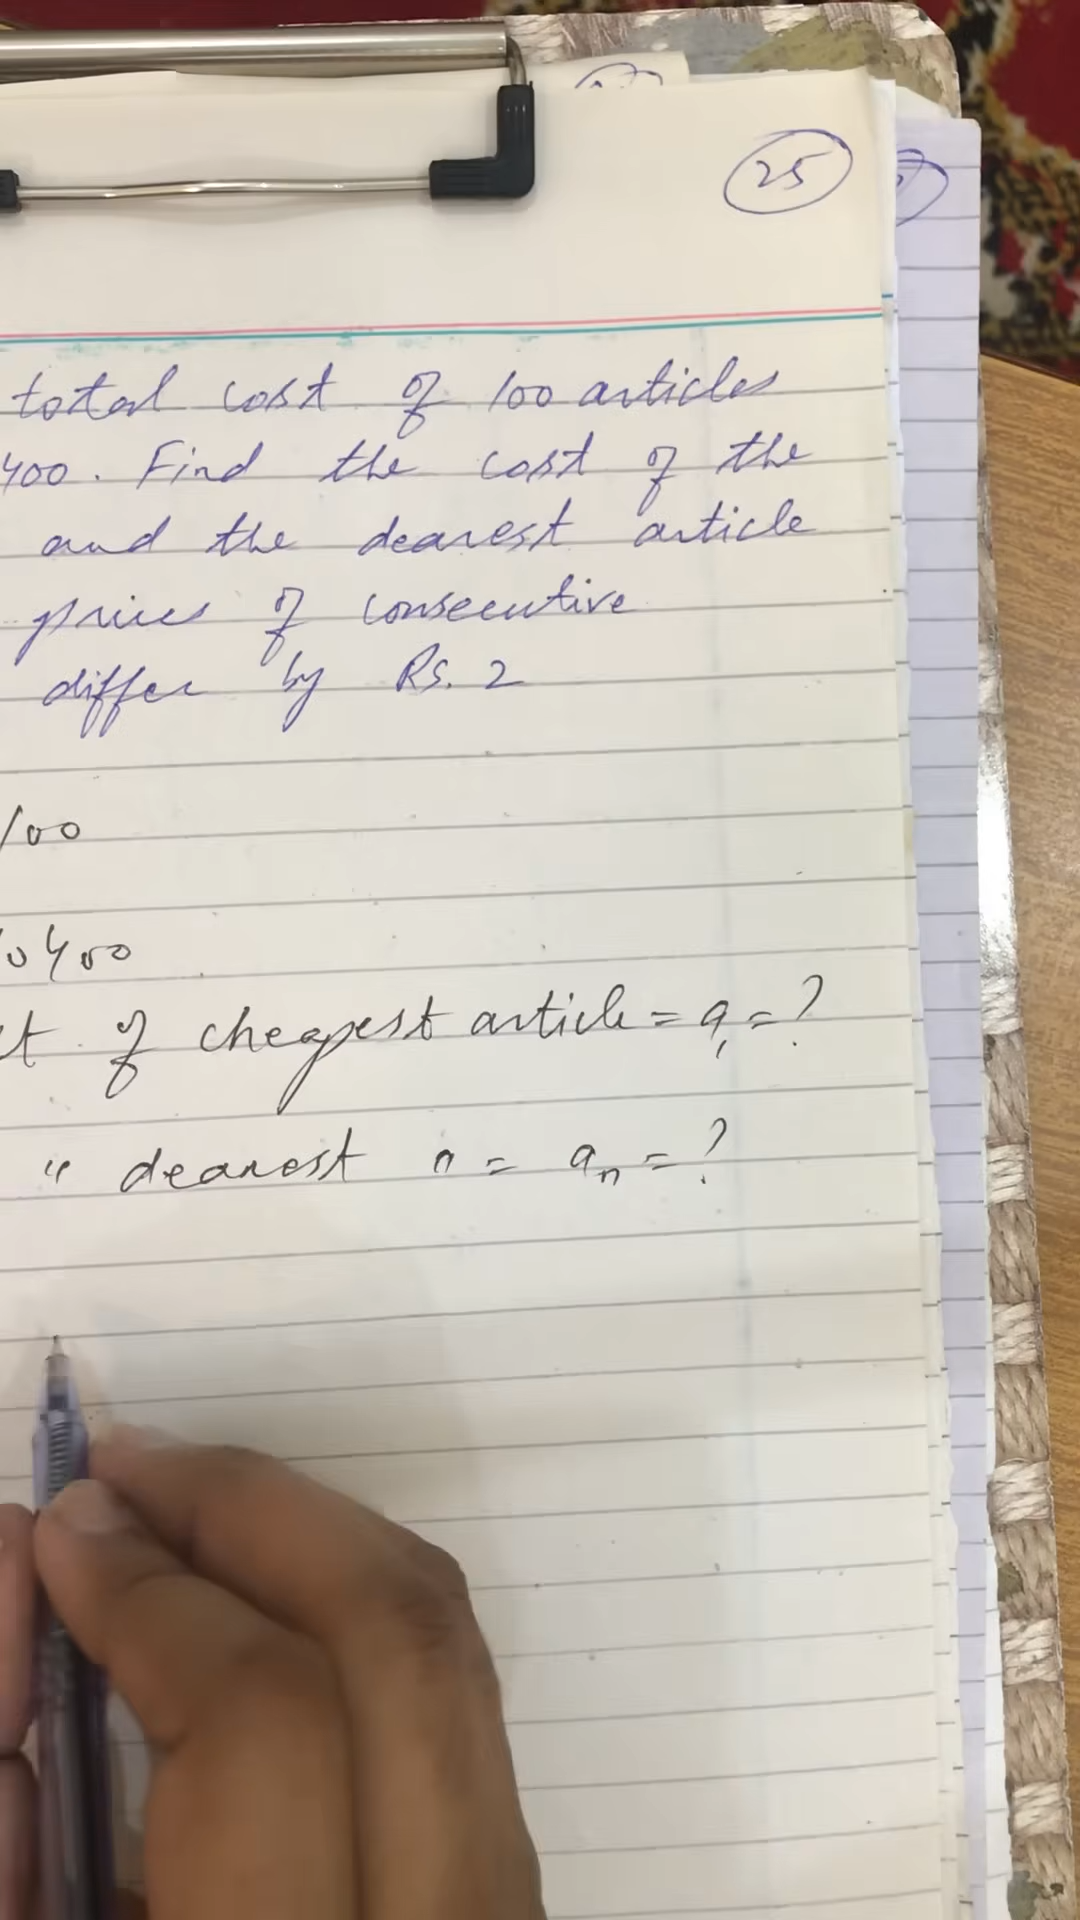 25
total cost of 100 articles
400. Find the cost of the
and the dearest article
prices of consecutive
differ by Rs. 2
100
0400
of cheapest article = a₁ = ?
" dearest " = aₙ = ?